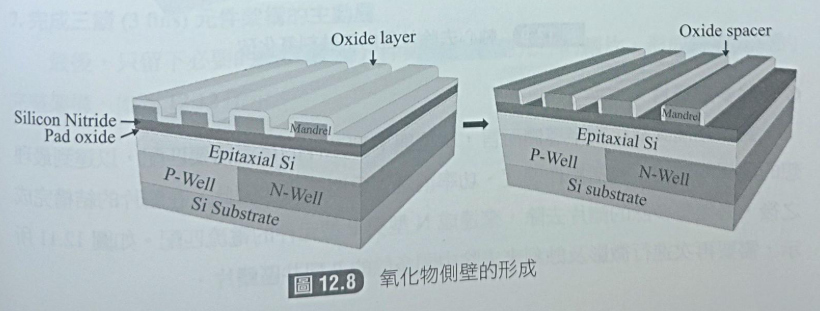 Oxide layer
Silicon Nitride
Pad oxide
Mandrel
Epitaxial Si
P-Well
N-Well
Si Substrate
Oxide spacer
Mandrel
Epitaxial Si
P-Well
N-Well
Si substrate
圖 12.8 氧化物側壁的形成